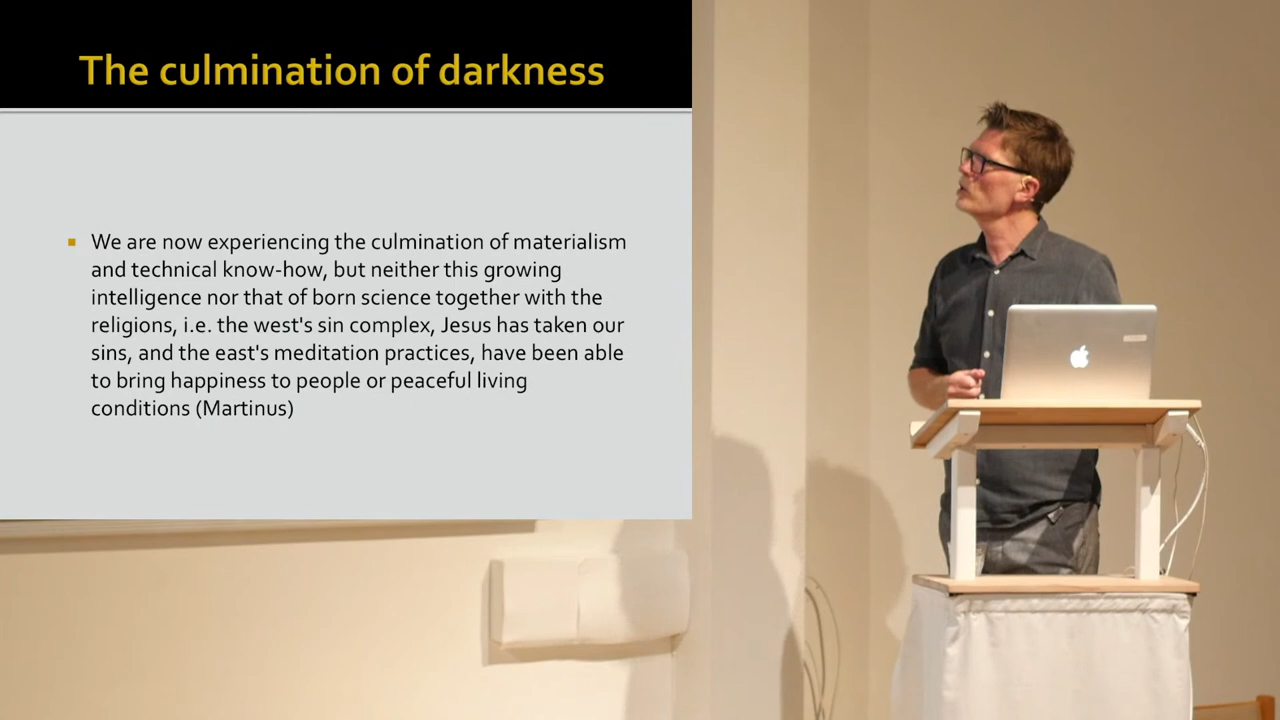 The culmination of darkness
We are now experiencing the culmination of materialism
and technical know-how, but neither this growing
intelligence nor that of born science together with the
religions, i.e. the west's sin complex, Jesus has taken our
sins, and the east's meditation practices, have been able
to bring happiness to people or peaceful living
conditions (Martinus)